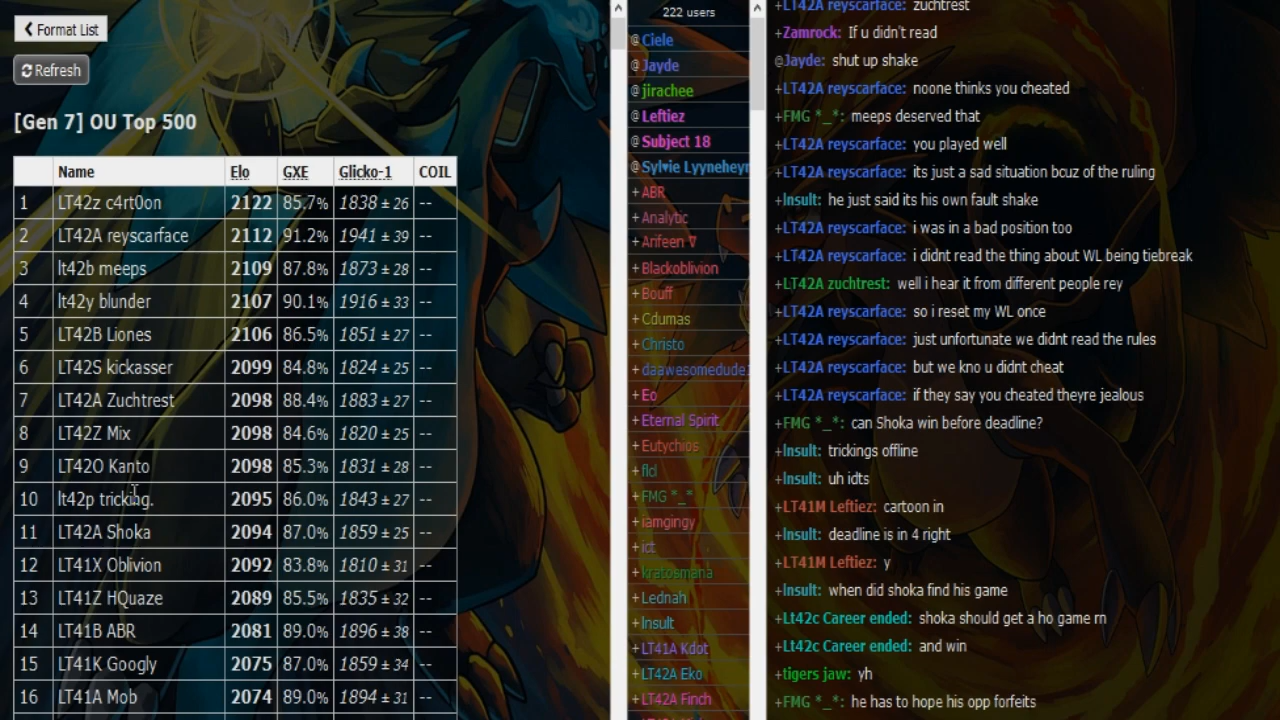 Format List
Refresh
[Gen 7] OU Top 500
Name Elo GXE Glicko-1 COIL
1 LT42z c4rt0on 2122 85.7% 1838 ± 26 --
2 LT42A reyscarface 2112 91.2% 1941 ± 39 --
3 lt42b meeps 2109 87.8% 1873 ± 28 --
4 lt42y blunder 2107 90.1% 1916 ± 33 --
5 LT42B Liones 2106 86.5% 1851 ± 27 --
6 LT42S kickasser 2099 84.8% 1824 ± 25 --
7 LT42A Zuchtrest 2098 88.4% 1883 ± 27 --
8 LT42Z Mix 2098 84.6% 1820 ± 25 --
9 LT42O Kanto 2098 85.3% 1831 ± 28 --
10 lt42p tricking. 2095 86.0% 1843 ± 27 --
11 LT42A Shoka 2094 87.0% 1859 ± 25 --
12 LT41X Oblivion 2092 83.8% 1810 ± 31 --
13 LT41Z HQuaze 2089 85.5% 1835 ± 32 --
14 LT41B ABR 2081 89.0% 1896 ± 38 --
15 LT41K Googly 2075 87.0% 1859 ± 34 --
16 LT41A Mob 2074 89.0% 1894 ± 31 --
222 users
@Ciele
@Jayde
@jirachee
@Leftiez
@Subject 18
@Sylvie Lyyneheyr
+ABR
+Analytic
+Arifeen ∇
+Blackoblivion
+Bouff
+Cdumas
+Christo
+daawesomedude
+Eo
+Eternal Spirit
+Eutychios
+flcl
+FMG *_*
+iamgingy
+ict
+kratosmana
+Lednah
+Insult
+LT41A Kdot
+LT42A Eko
+LT42A Finch
+LT42A reyscarface: zuchtrest
+Zamrock: If u didn't read
@Jayde: shut up shake
+LT42A reyscarface: noone thinks you cheated
+FMG *_*: meeps deserved that
+LT42A reyscarface: you played well
+LT42A reyscarface: its just a sad situation bcuz of the ruling
+Insult: he just said its his own fault shake
+LT42A reyscarface: i was in a bad position too
+LT42A reyscarface: i didnt read the thing about WL being tiebreak
+LT42A zuchtrest: well i hear it from different people rey
+LT42A reyscarface: so i reset my WL once
+LT42A reyscarface: just unfortunate we didnt read the rules
+LT42A reyscarface: but we kno u didnt cheat
+LT42A reyscarface: if they say you cheated theyre jealous
+FMG *_*: can Shoka win before deadline?
+Insult: trickings offline
+Insult: uh idts
+LT41M Leftiez: cartoon in
+Insult: deadline is in 4 right
+LT41M Leftiez: y
+Insult: when did shoka find his game
+Lt42c Career ended: shoka should get a ho game rn
+Lt42c Career ended: and win
+tigers jaw: yh
+FMG *_*: he has to hope his opp forfeits